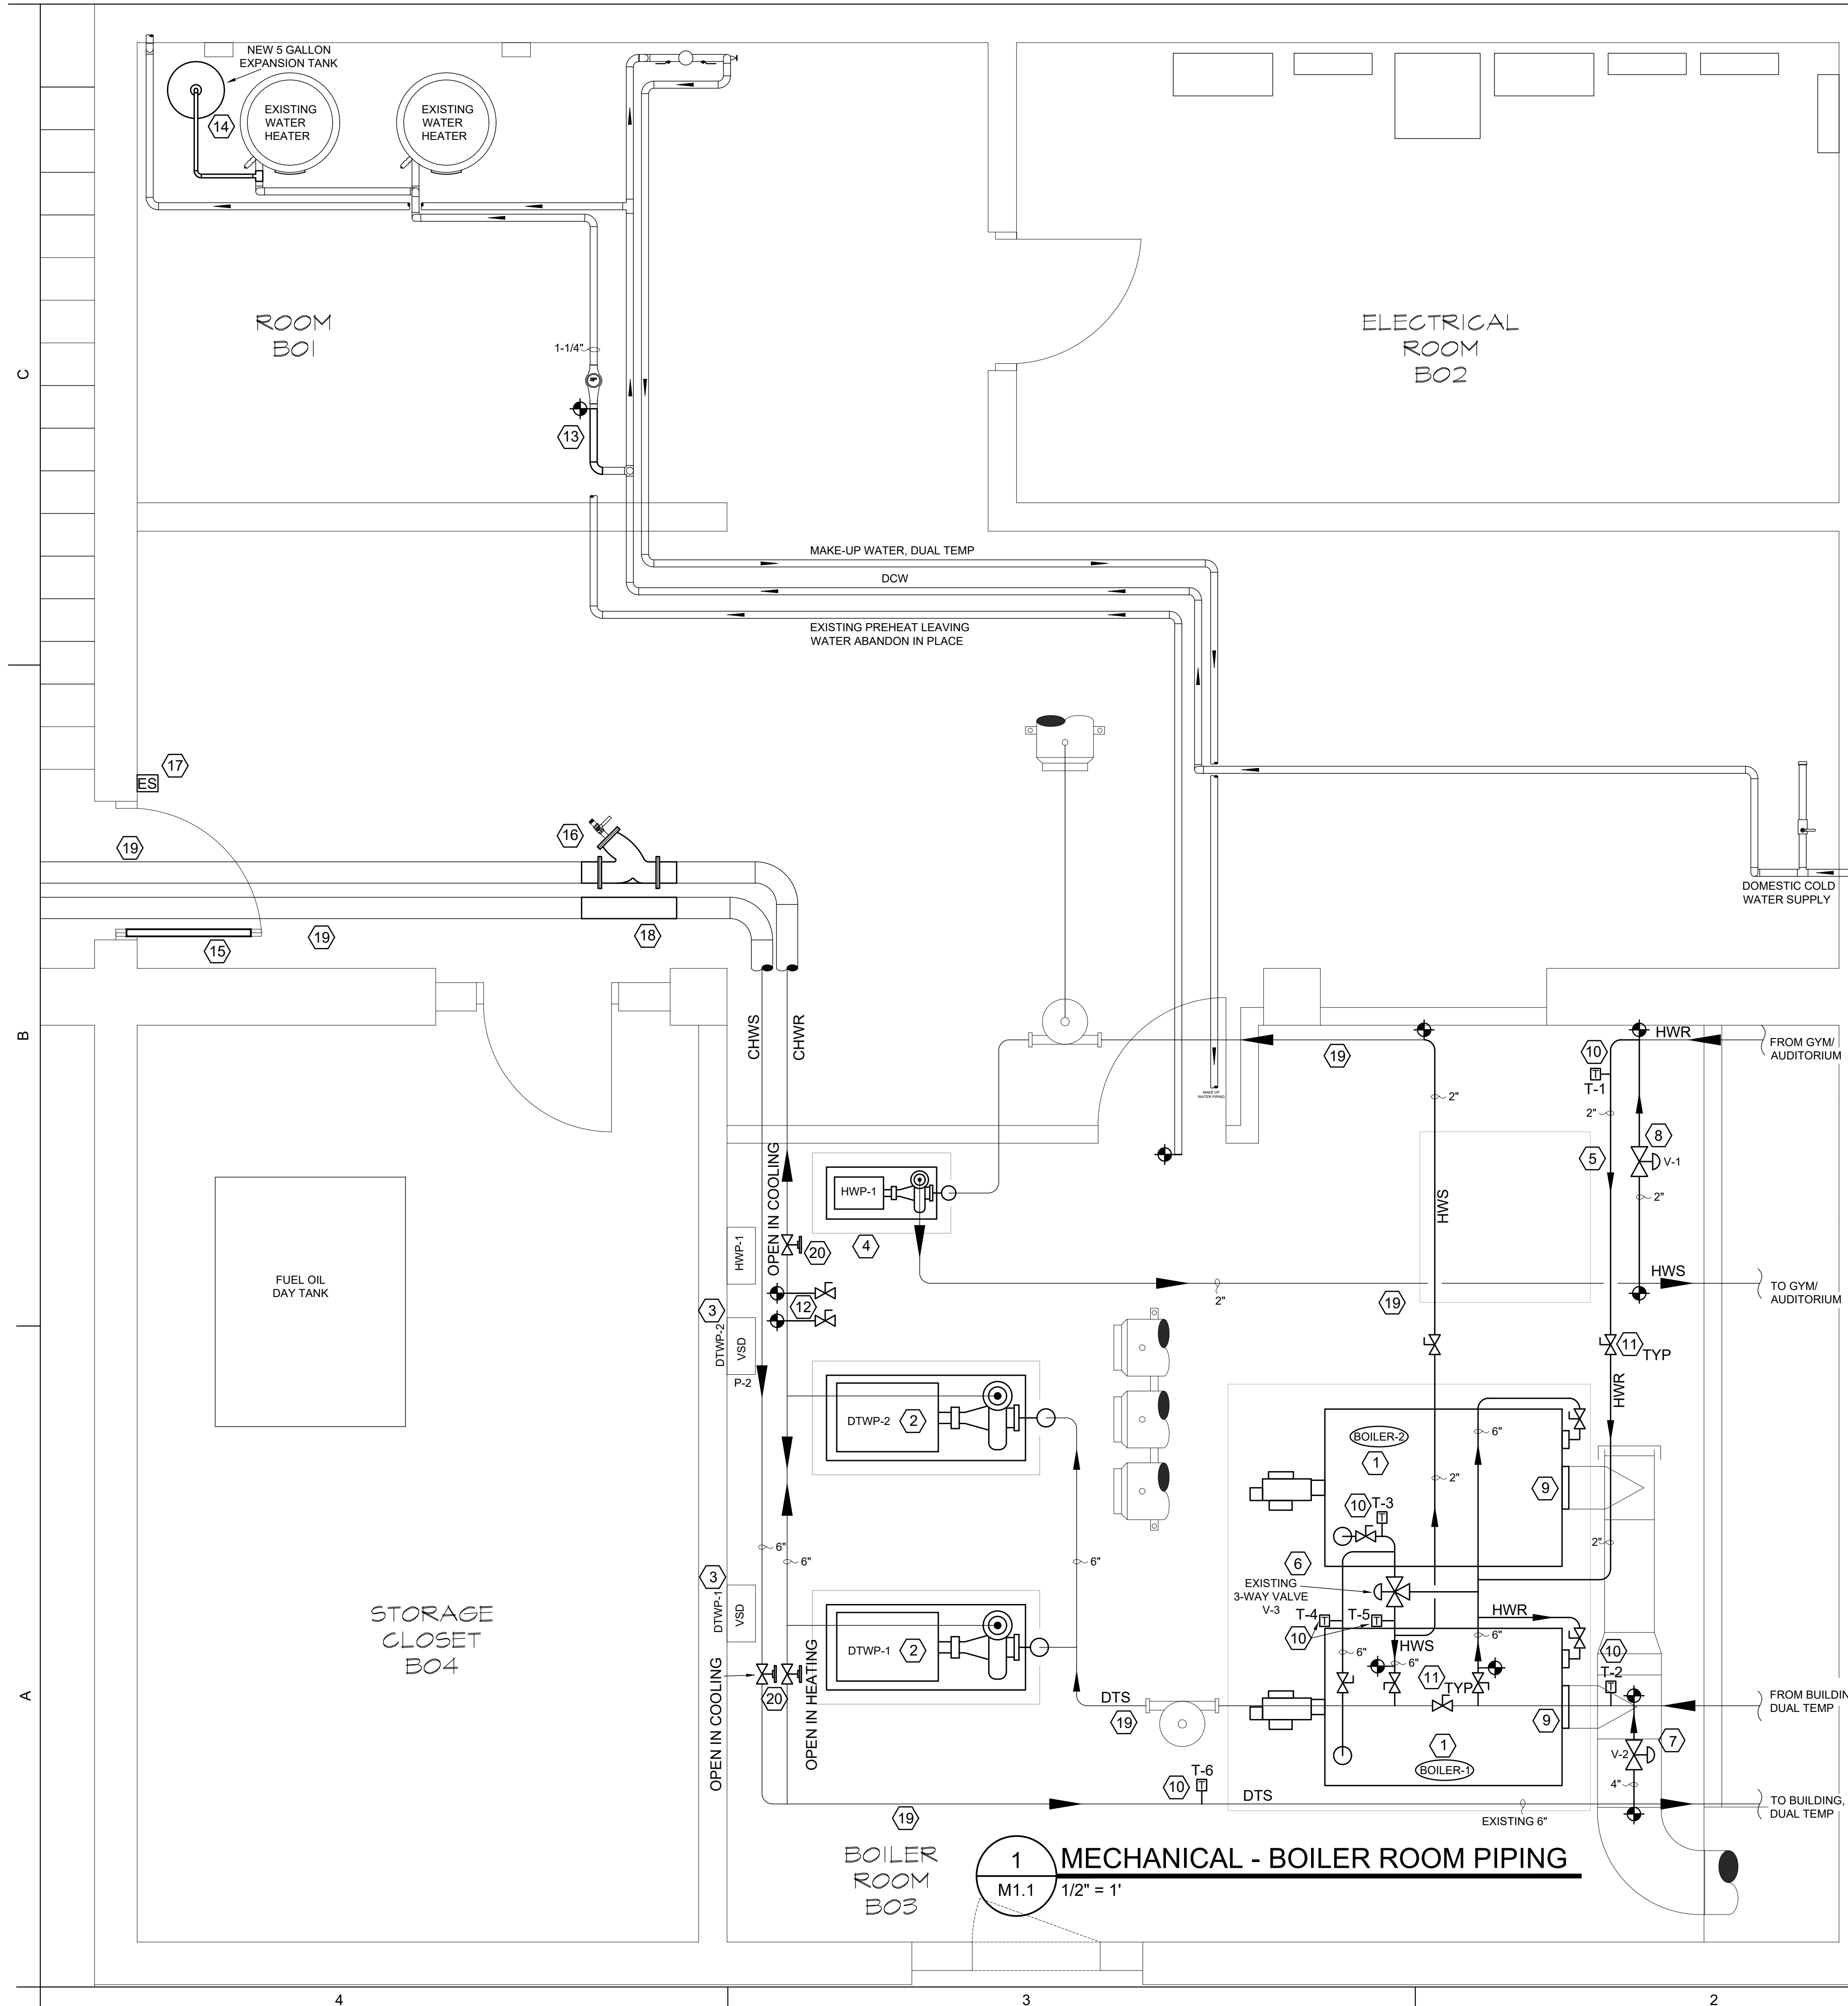 NEW 5 GALLON
EXPANSION TANK
14
EXISTING
WATER
HEATER
EXISTING
WATER
HEATER
ROOM
B01
1-1/4"
13
ELECTRICAL
ROOM
B02
C
MAKE-UP WATER, DUAL TEMP
DCW
EXISTING PREHEAT LEAVING
WATER ABANDON IN PLACE
17
ES
19
16
15
19
18
DOMESTIC COLD
WATER SUPPLY
B
CHWS
CHWR
MAKE UP
WATER PIPING
19
2"
10
T-1
2"
HWR
FROM GYM/
AUDITORIUM
5
8
V-1
2"
HWS
HWP-1
4
OPEN IN COOLING
HWP-1
20
12
3
DTWP-2
VSD
P-2
2"
19
HWS
TO GYM/
AUDITORIUM
11
TYP
HWR
FUEL OIL
DAY TANK
DTWP-2
2
BOILER-2
1
6"
2"
9
10
T-3
2"
6"
6"
6"
3
DTWP-1
VSD
6
EXISTING
3-WAY VALVE
V-3
T-4
T-5
10
HWR
6"
HWS
6"
6"
10
T-2
STORAGE
CLOSET
B04
DTWP-1
2
OPEN IN COOLING
20
OPEN IN HEATING
DTS
19
11
TYP
9
1
BOILER-1
FROM BUILDIN
DUAL TEMP
V-2
7
4"
A
10
T-6
DTS
19
EXISTING 6"
TO BUILDING,
DUAL TEMP
BOILER
ROOM
B03
1
M1.1
MECHANICAL - BOILER ROOM PIPING
1/2" = 1'
4
3
2